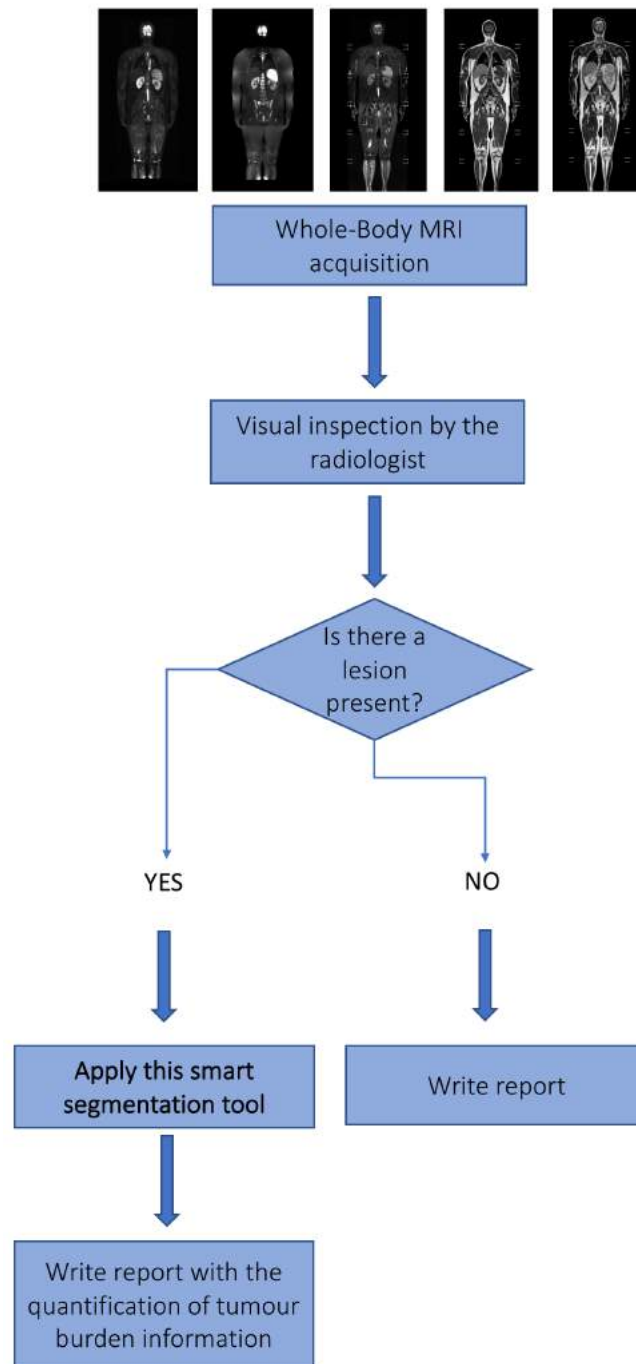 Whole-Body MRI
acquisition
Visual inspection by the
radiologist
Is there a
lesion
present?
YES
NO
Apply this smart
segmentation tool
Write report
Write report with the
quantification of tumour
burden information